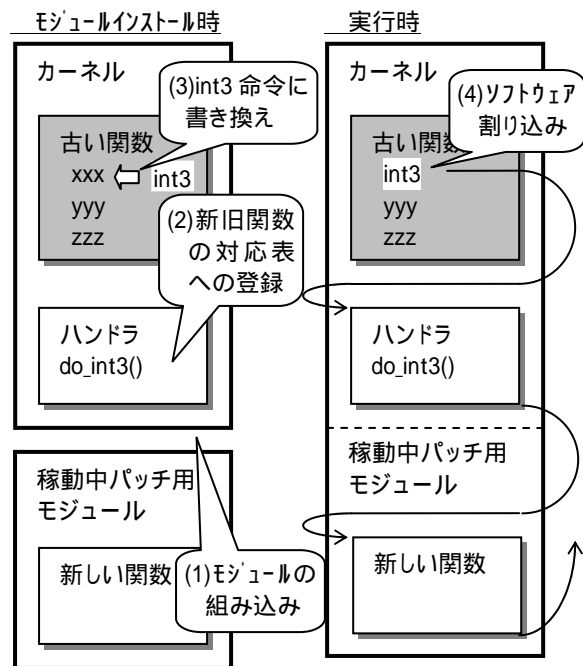 モジュールインストール時
カーネル
(3)int3 命令に
書き換え
古い関数
xxx
int3
yyy
zzz
(2)新旧関数
の対応表
への登録
ハンドラ
do_int3()
稼動中パッチ用
モジュール
新しい関数
(1)モジュールの
組み込み
実行時
カーネル
(4)ソフトウェア
割り込み
古い関数
int3
yyy
zzz
ハンドラ
do_int3()
稼動中パッチ用
モジュール
新しい関数